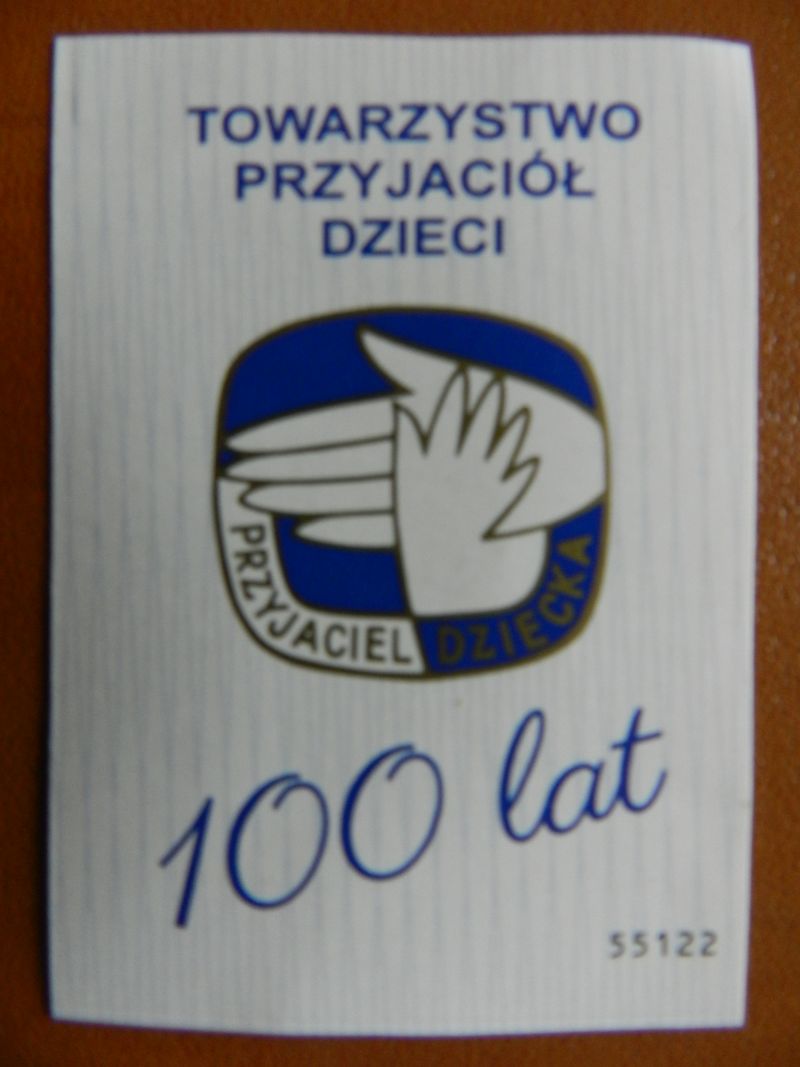 TOWARZYSTWO
PRZYJACIÓŁ
DZIECI
PRZYJACIEL DZIECKA
100 lat
55122